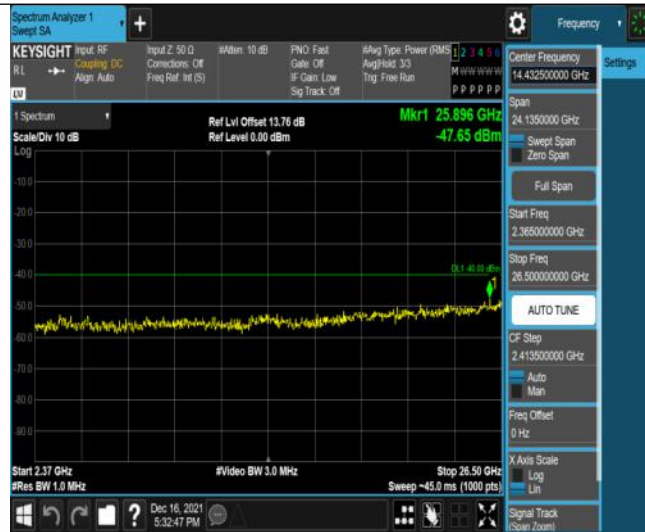 Spectrum Analyzer 1
Swept SA
Frequency
KEYSIGHT
RL
Input: RF
Coupling: DC
Align: Auto
Input Z: 50 Ω
Corrections: Off
Freq Ref: Int (S)
#Atten: 10 dB
PNO: Fast
Gate: Off
IF Gain: Low
Sig Track: Off
#Avg Type: Power (RMS
Avg|Hold: 3/3
Trig: Free Run
1 2 3 4 5 6
M W W W W W
P P P P P P
1 Spectrum
Scale/Div 10 dB
Log
Ref Lvl Offset 13.76 dB
Ref Level 0.00 dBm
Mkr1 25.896 GHz
-47.65 dBm
-10.0
-20.0
-30.0
-40.0
-50.0
-60.0
-70.0
-80.0
-90.0
DL1 -40.00 dBm
1
Start 2.37 GHz
#Res BW 1.0 MHz
#Video BW 3.0 MHz
Stop 26.50 GHz
Sweep ~45.0 ms (1000 pts)
Dec 16, 2021
5:32:47 PM
?
Center Frequency
14.432500000 GHz
Settings
Span
24.1350000 GHz
Swept Span
Zero Span
Full Span
Start Freq
2.365000000 GHz
Stop Freq
26.500000000 GHz
AUTO TUNE
CF Step
2.413500000 GHz
Auto
Man
Freq Offset
0 Hz
X Axis Scale
Log
Lin
Signal Track
(Span Zoom)